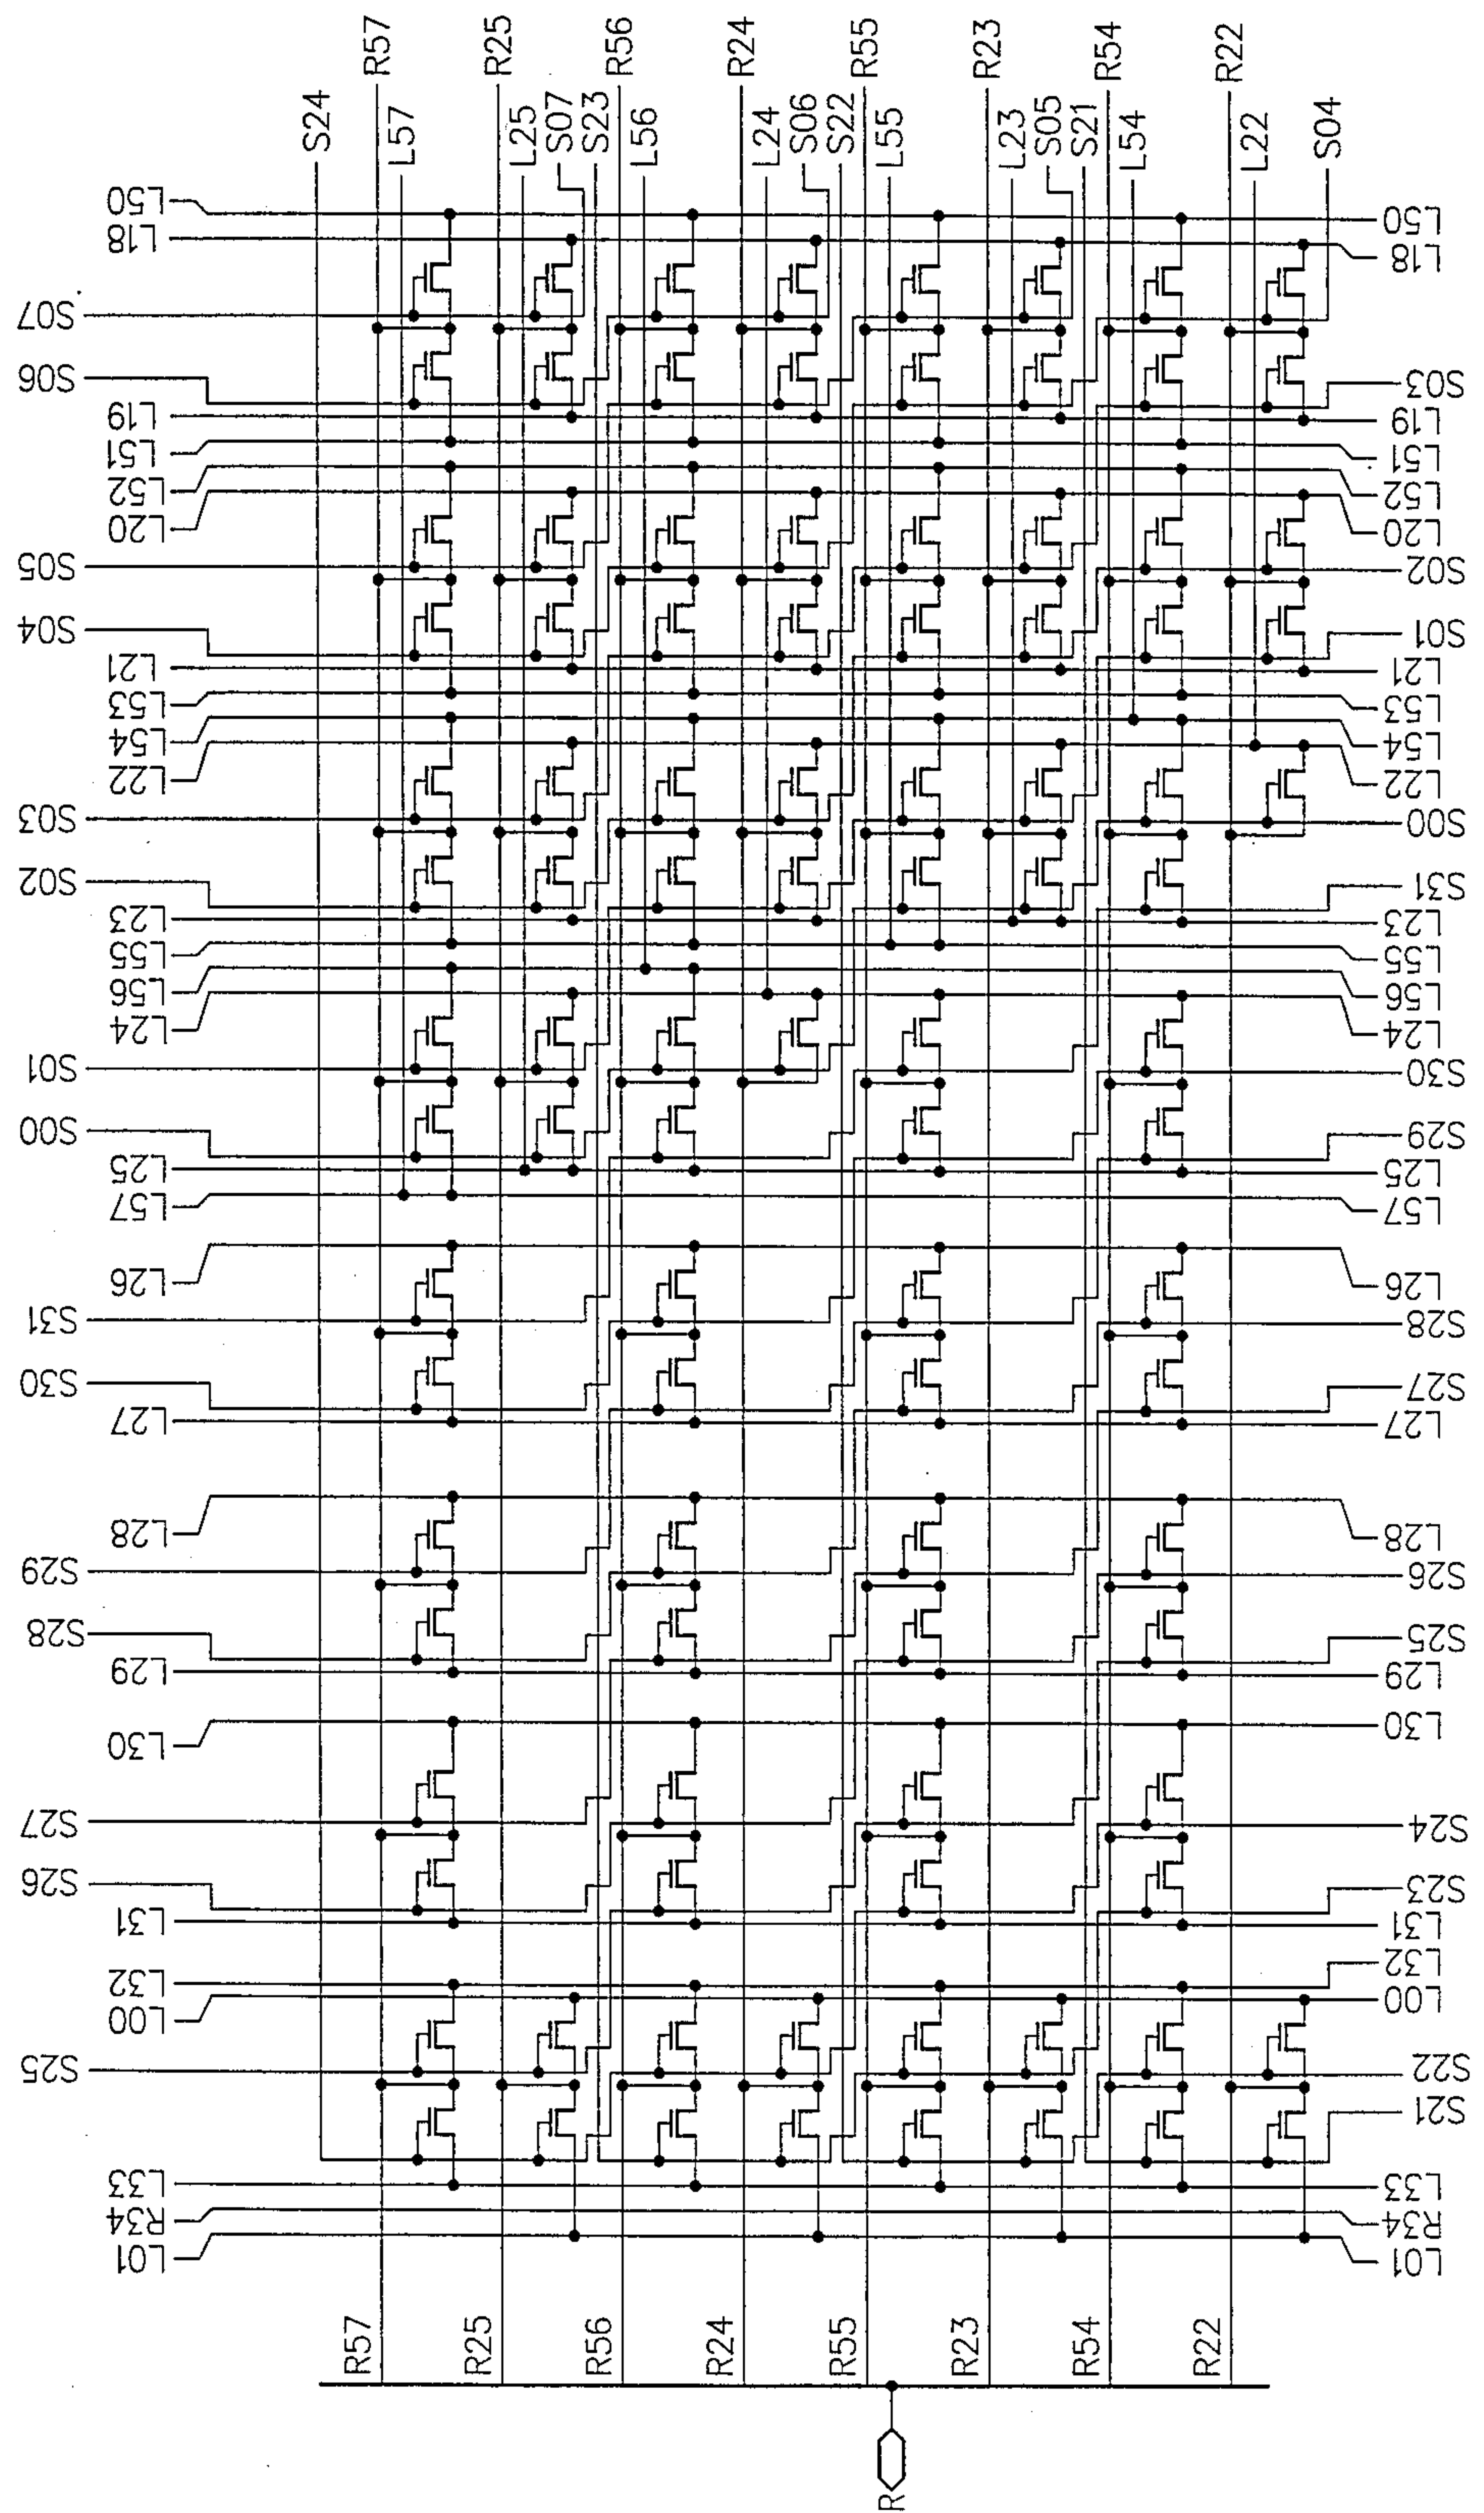 R57
R25
R56
R24
R55
R23
R54
R22
S24
L57
L25
S07
S23
L56
L24
S06
S22
L55
L23
S05
S21
L54
L22
S04
L50
L18
S07
S06
L19
L51
L52
L20
S05
S04
L21
L53
L54
L22
S03
S02
L23
L55
L56
L24
S01
S00
L25
L57
L26
S31
S30
L27
L28
S29
S28
L29
L30
S27
S26
L31
L32
L00
S25
L33
R34
L01
L50
L18
S03
L19
L51
L52
L20
S02
S01
L21
L53
L54
L22
S00
S31
L23
L55
L56
L24
S30
S29
L25
L57
L26
S28
S27
L27
L28
S26
S25
L29
L30
S24
S23
L31
L32
L00
S22
S21
L33
R34
L01
R57
R25
R56
R24
R55
R23
R54
R22
R